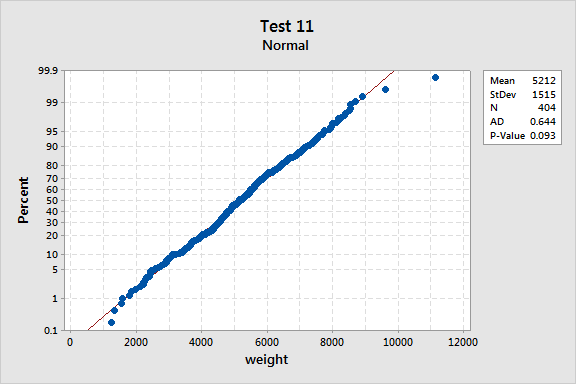 Test 11
Normal
99.9
99
95
90
80
70
60
50
40
30
20
10
5
1
0.1
Percent
0 2000 4000 6000 8000 10000 12000
weight
Mean 5212
StDev 1515
N 404
AD 0.644
P-Value 0.093